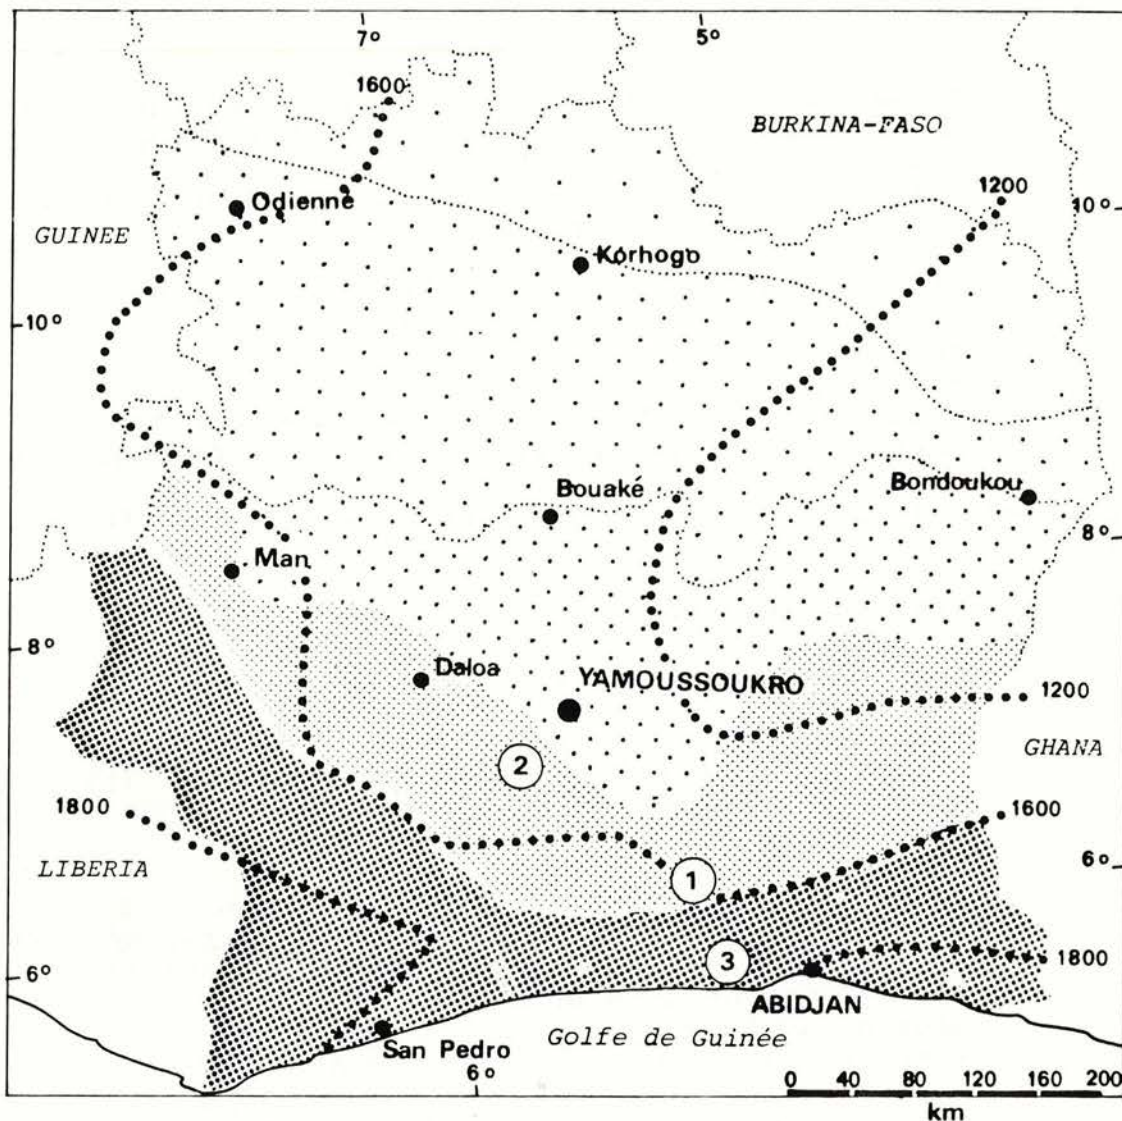 7°
5°
1600
BURKINA-FASO
1200
10°
Odienne
GUINEE
Korhogo
10°
Bouaké
Bondoukou
8°
Man
8°
Daloa
YAMOUSSOUKRO
1200
GHANA
2
1800
1600
LIBERIA
6°
1
3
1800
6°
ABIDJAN
San Pedro
Golfe de Guinée
6°
0 40 80 120 160 200
km